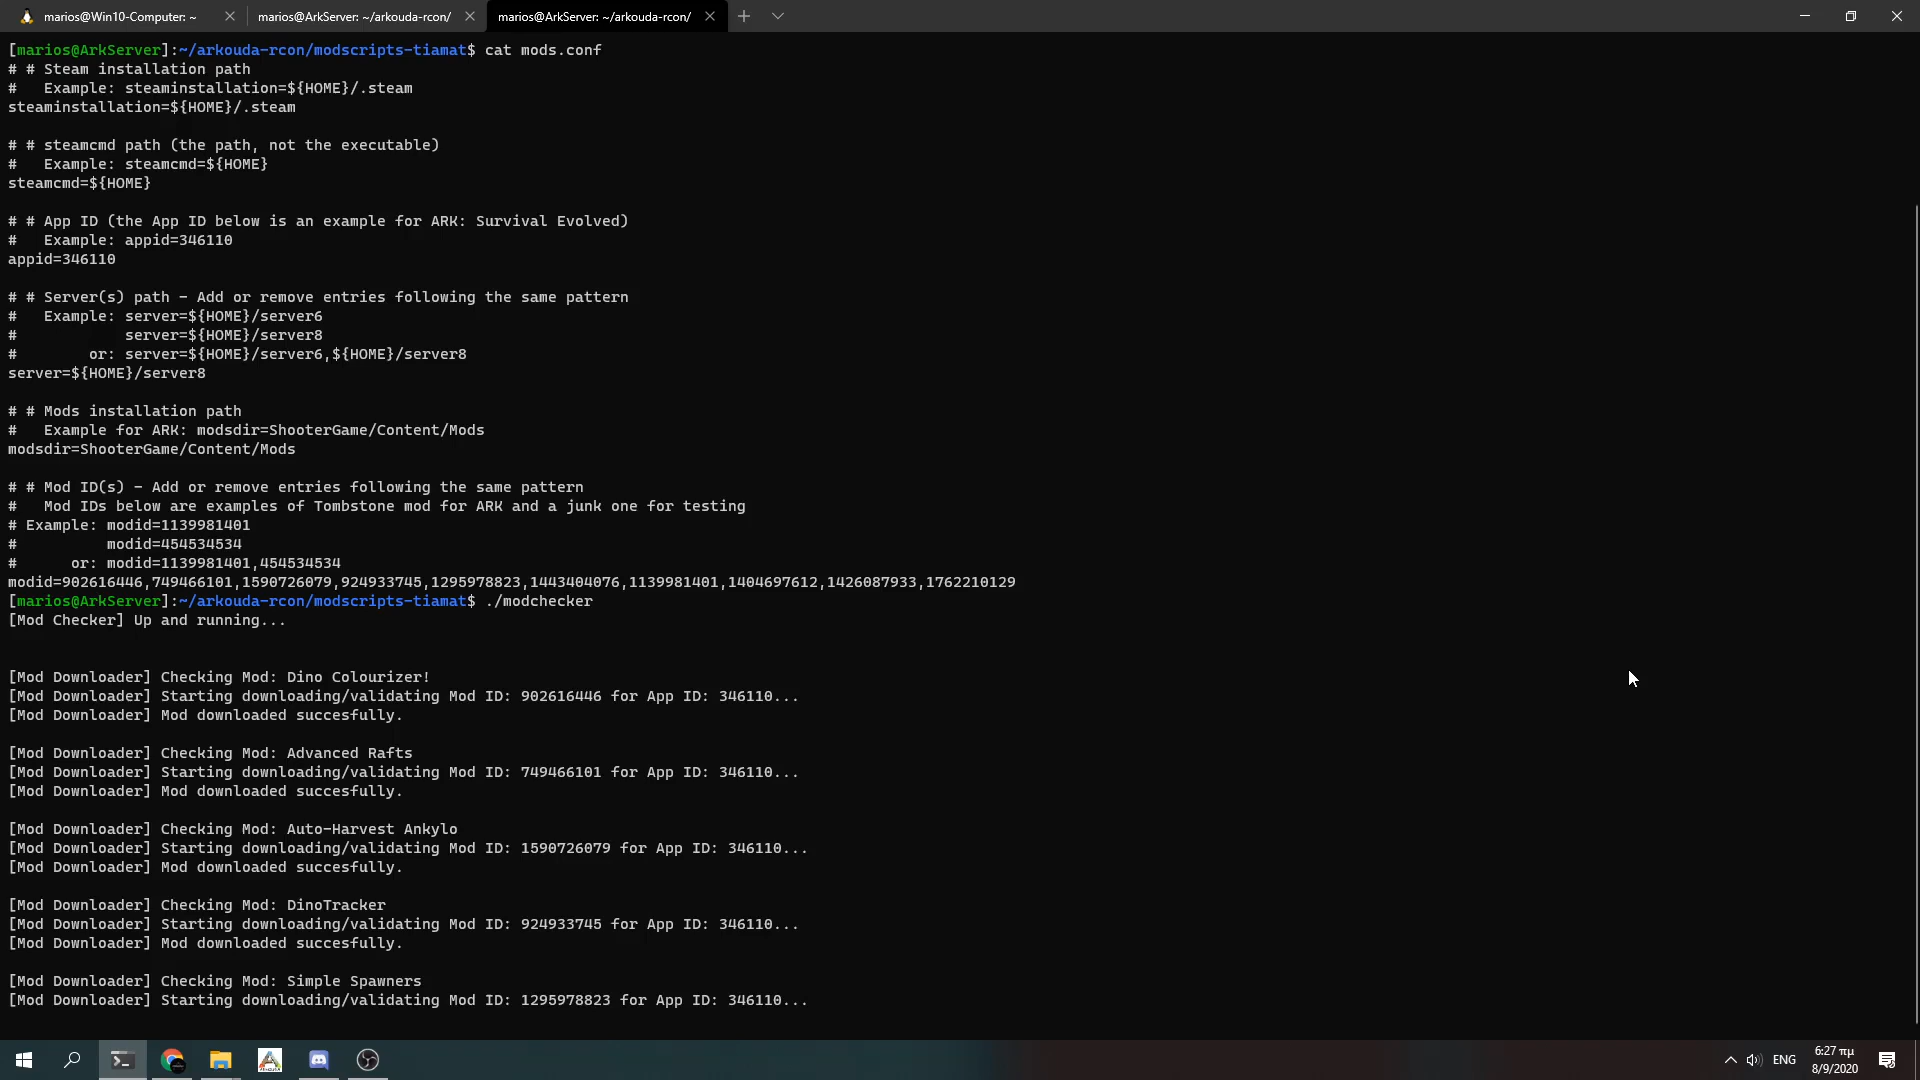 marios@Win10-Computer: ~
marios@ArkServer: ~/arkouda-rcon/
marios@ArkServer: ~/arkouda-rcon/
[marios@ArkServer]:~/arkouda-rcon/modscripts-tiamat$ cat mods.conf
# # Steam installation path
#   Example: steaminstallation=${HOME}/.steam
steaminstallation=${HOME}/.steam
# # steamcmd path (the path, not the executable)
#   Example: steamcmd=${HOME}
steamcmd=${HOME}
# # App ID (the App ID below is an example for ARK: Survival Evolved)
#   Example: appid=346110
appid=346110
# # Server(s) path - Add or remove entries following the same pattern
#   Example: server=${HOME}/server6
#            server=${HOME}/server8
#        or: server=${HOME}/server6,${HOME}/server8
server=${HOME}/server8
# # Mods installation path
#   Example for ARK: modsdir=ShooterGame/Content/Mods
modsdir=ShooterGame/Content/Mods
# # Mod ID(s) - Add or remove entries following the same pattern
#   Mod IDs below are examples of Tombstone mod for ARK and a junk one for testing
# Example: modid=1139981401
#          modid=454534534
#      or: modid=1139981401,454534534
modid=902616446,749466101,1590726079,924933745,1295978823,1443404076,1139981401,1404697612,1426087933,1762210129
[marios@ArkServer]:~/arkouda-rcon/modscripts-tiamat$ ./modchecker
[Mod Checker] Up and running...
[Mod Downloader] Checking Mod: Dino Colourizer!
[Mod Downloader] Starting downloading/validating Mod ID: 902616446 for App ID: 346110...
[Mod Downloader] Mod downloaded succesfully.
[Mod Downloader] Checking Mod: Advanced Rafts
[Mod Downloader] Starting downloading/validating Mod ID: 749466101 for App ID: 346110...
[Mod Downloader] Mod downloaded succesfully.
[Mod Downloader] Checking Mod: Auto-Harvest Ankylo
[Mod Downloader] Starting downloading/validating Mod ID: 1590726079 for App ID: 346110...
[Mod Downloader] Mod downloaded succesfully.
[Mod Downloader] Checking Mod: DinoTracker
[Mod Downloader] Starting downloading/validating Mod ID: 924933745 for App ID: 346110...
[Mod Downloader] Mod downloaded succesfully.
[Mod Downloader] Checking Mod: Simple Spawners
[Mod Downloader] Starting downloading/validating Mod ID: 1295978823 for App ID: 346110...
ENG
6:27 πμ
8/9/2020